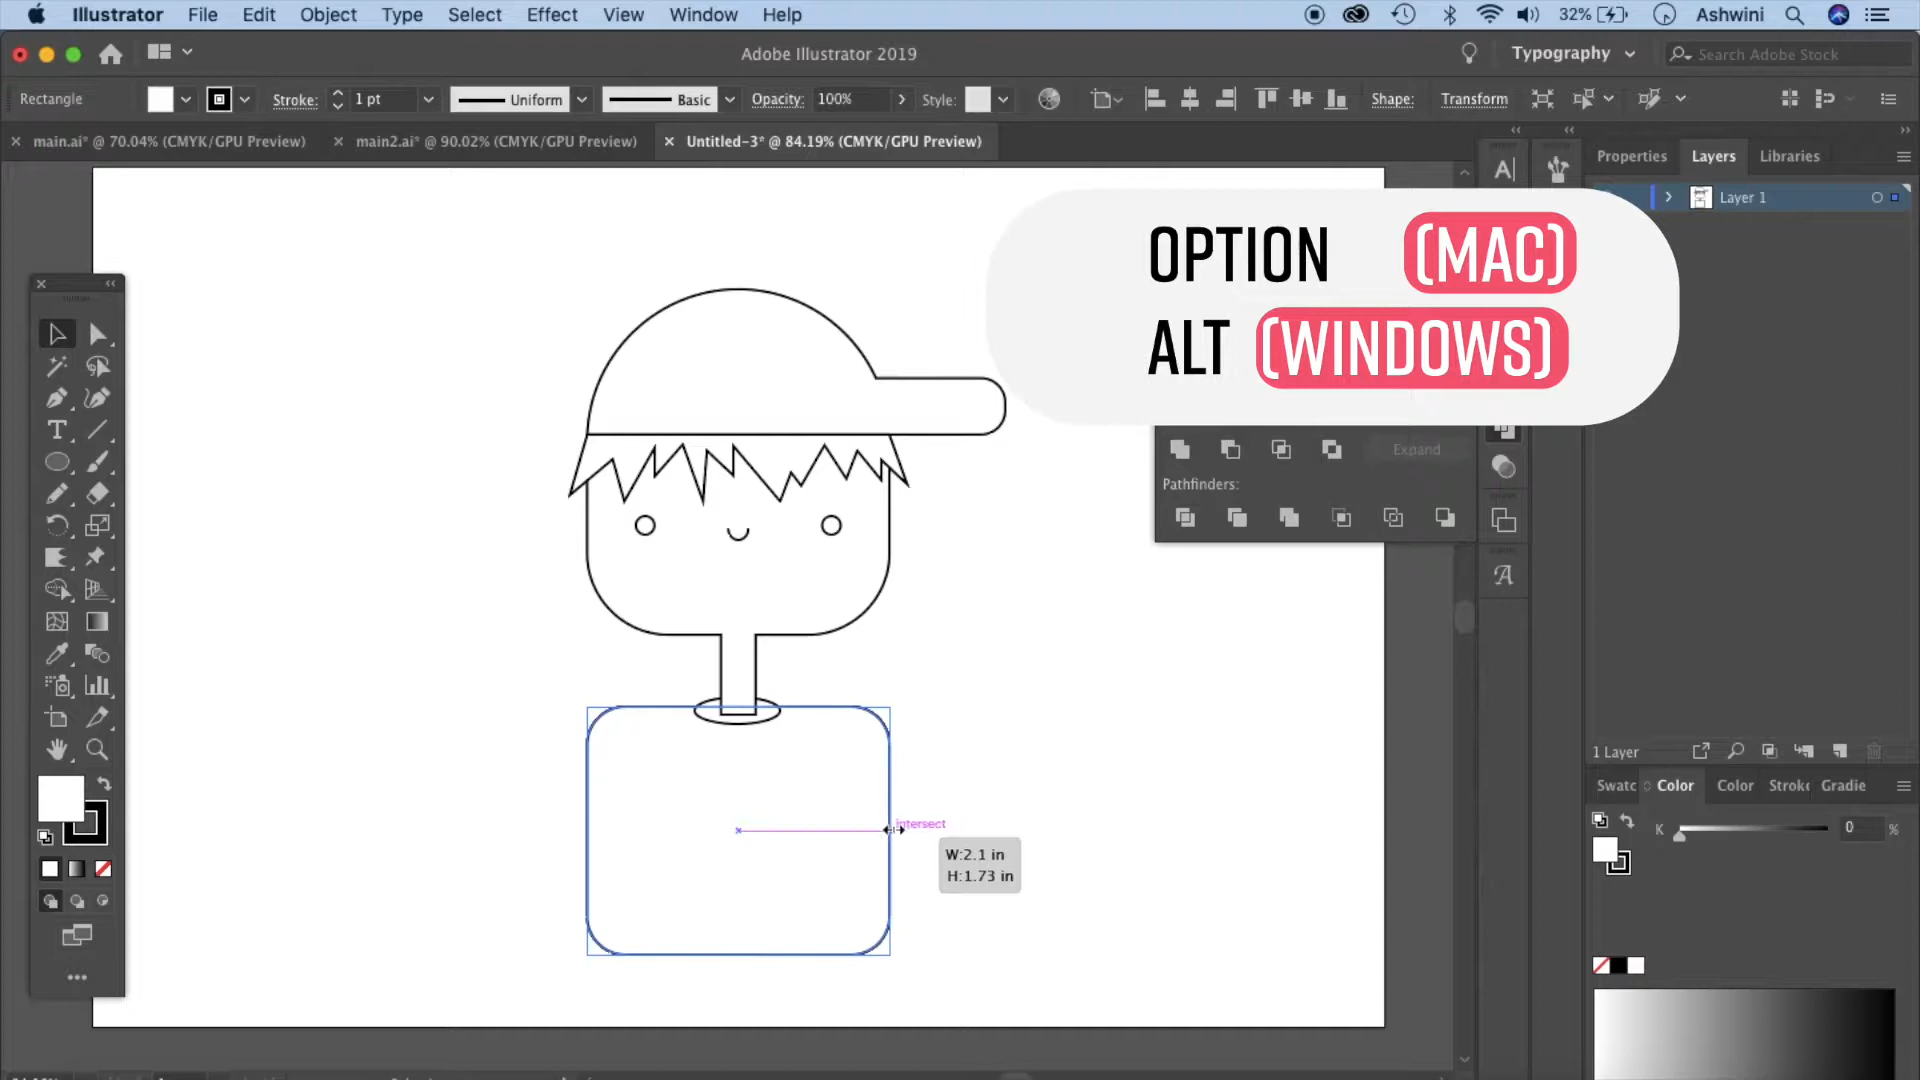 Illustrator File Edit Object Type Select Effect View Window Help 32% Ashwini
Adobe Illustrator 2019 Typography Search Adobe Stock
Rectangle Stroke: 1 pt Uniform Basic Opacity: 100% Style: Shape: Transform
main.ai* @ 70.04% (CMYK/GPU Preview) main2.ai* @ 90.02% (CMYK/GPU Preview) Untitled-3* @ 84.19% (CMYK/GPU Preview)
Properties Layers Libraries
Layer 1
OPTION (MAC)
ALT (WINDOWS)
Expand
Pathfinders:
intersect
W:2.1 in
H:1.73 in
1 Layer
Swatc Color Color Stroke Gradie
K 0 %